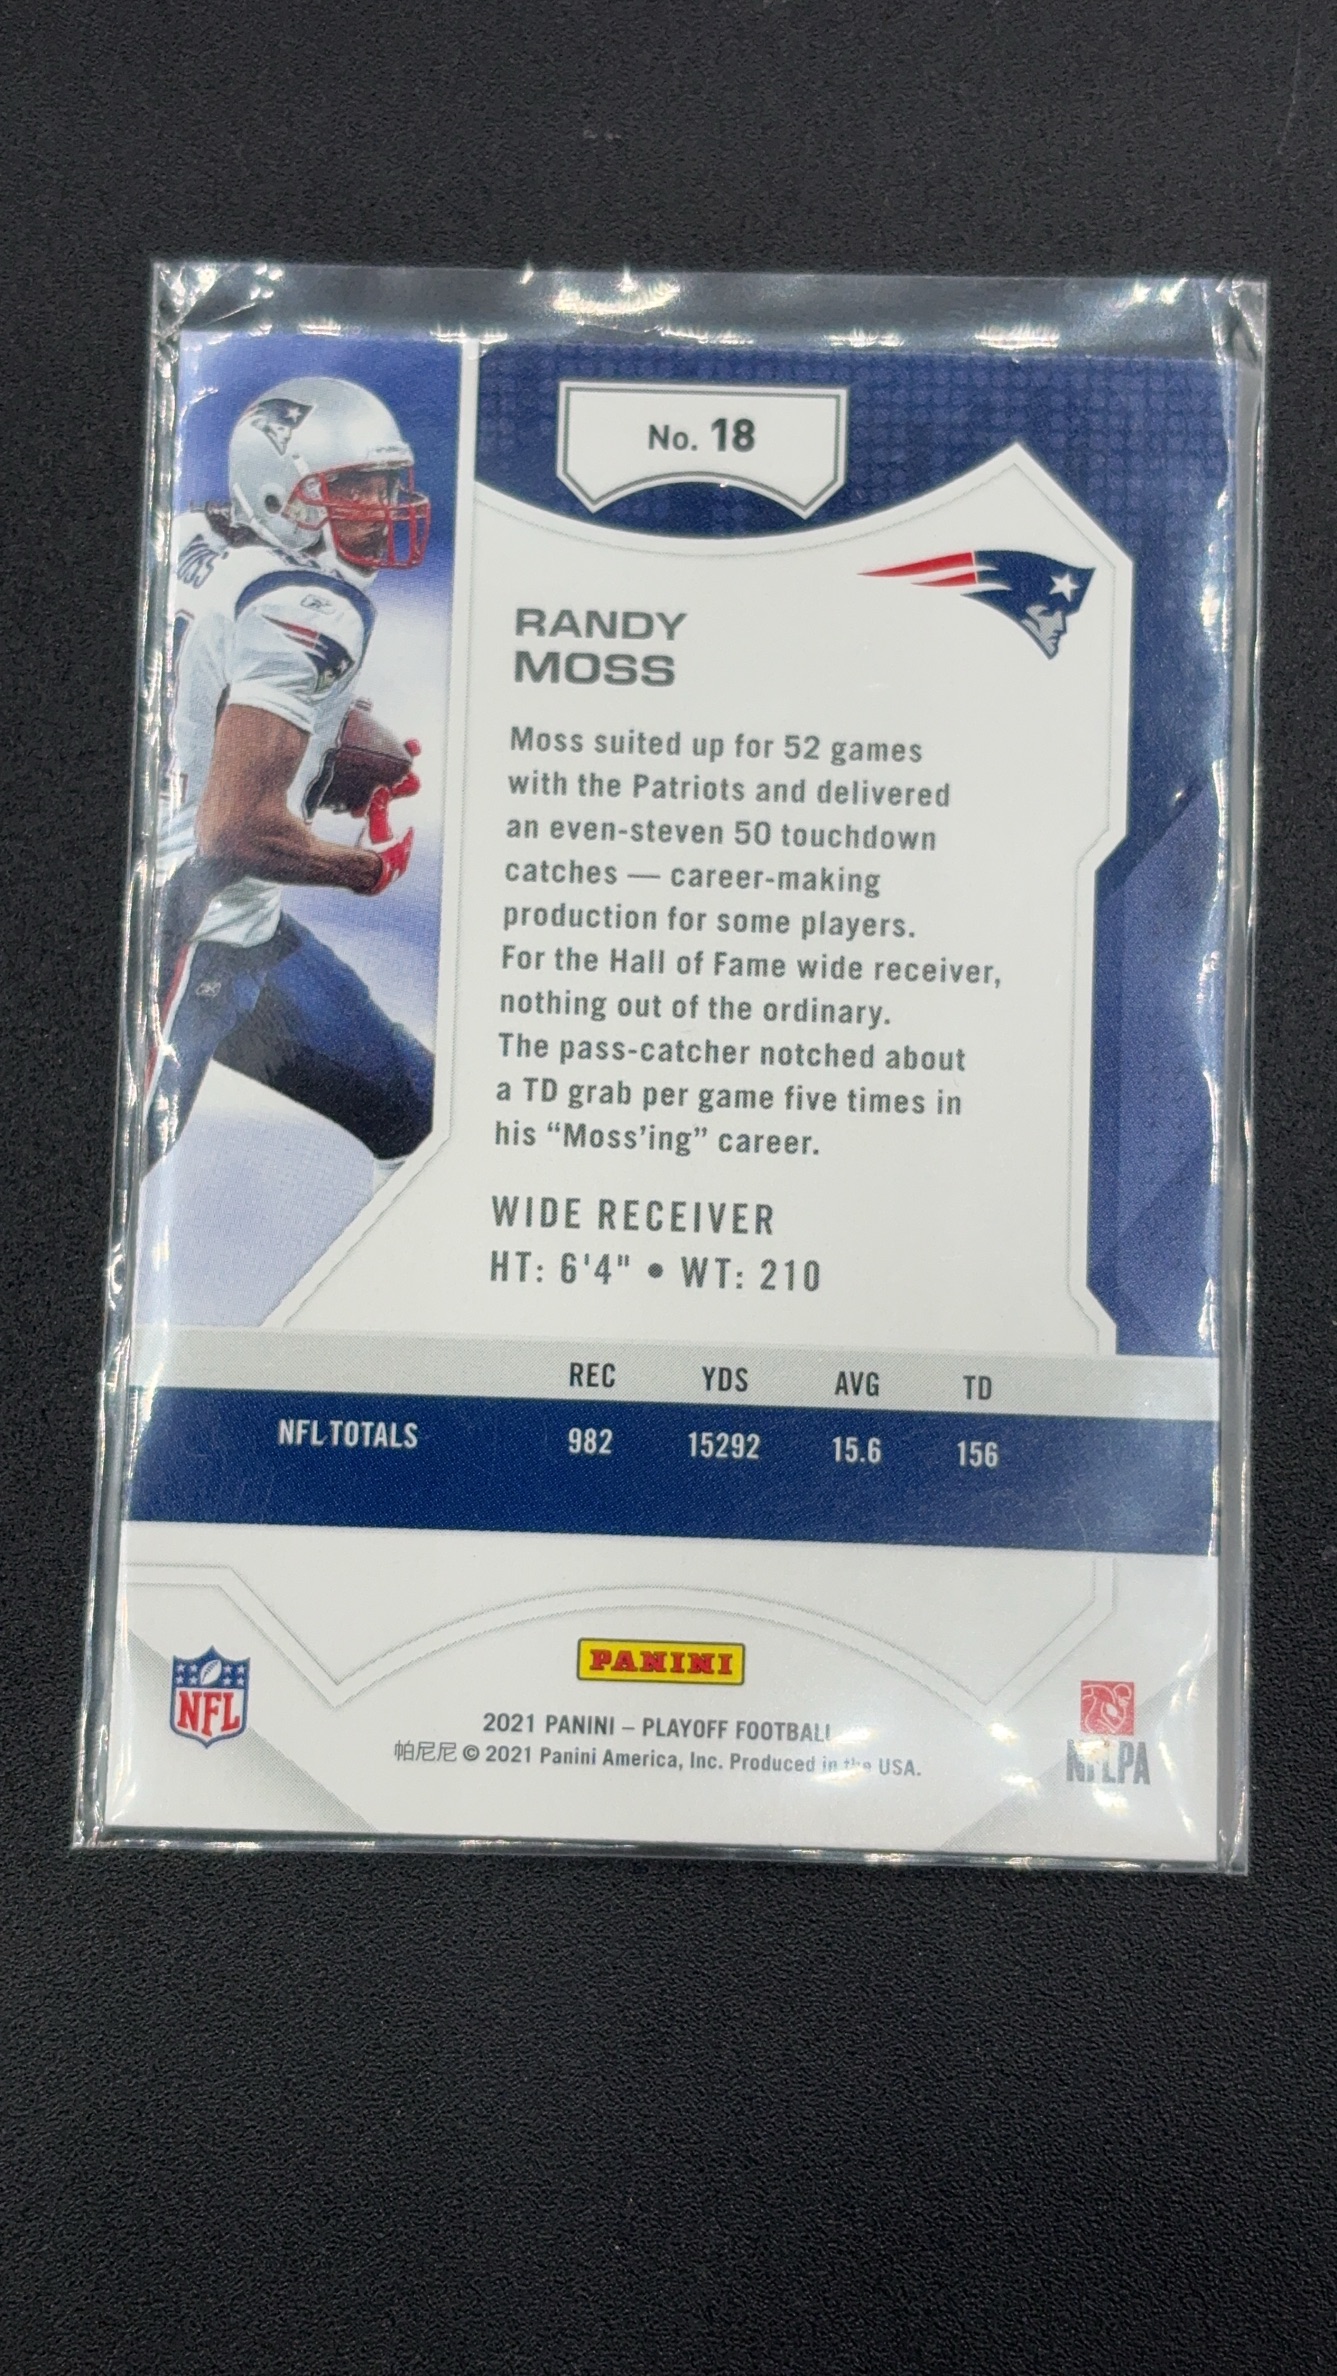 No. 18
RANDY
MOSS
Moss suited up for 52 games
with the Patriots and delivered
an even-steven 50 touchdown
catches — career-making
production for some players.
For the Hall of Fame wide receiver,
nothing out of the ordinary.
The pass-catcher notched about
a TD grab per game five times in
his “Moss’ing” career.
WIDE RECEIVER
HT: 6'4" • WT: 210
REC YDS AVG TD
NFL TOTALS 982 15292 15.6 156
PANINI
NFL
2021 PANINI – PLAYOFF FOOTBALL
帕尼尼 © 2021 Panini America, Inc. Produced in the USA.
NFLPA